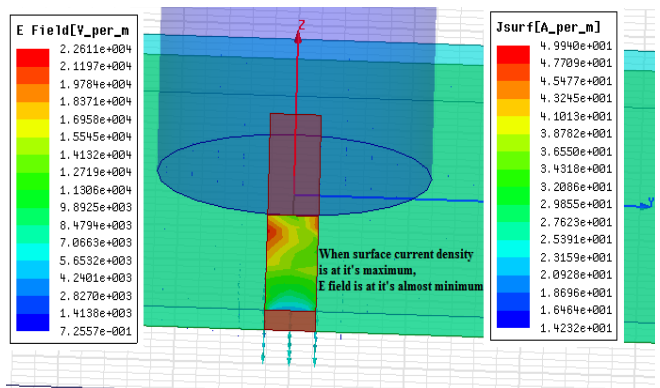 E Field[V_per_m
2.2611e+004
2.1197e+004
1.9784e+004
1.8371e+004
1.6958e+004
1.5545e+004
1.4132e+004
1.2719e+004
1.1306e+004
9.8925e+003
8.4794e+003
7.0663e+003
5.6532e+003
4.2401e+003
2.8270e+003
1.4138e+003
7.2557e-001
Z
When surface current density
is at it's maximum,
E field is at it's almost minimum
Jsurf[A_per_m]
4.9940e+001
4.7709e+001
4.5477e+001
4.3245e+001
4.1013e+001
3.8782e+001
3.6550e+001
3.4318e+001
3.2086e+001
2.9855e+001
2.7623e+001
2.5391e+001
2.3159e+001
2.0928e+001
1.8696e+001
1.6464e+001
1.4232e+001
Y